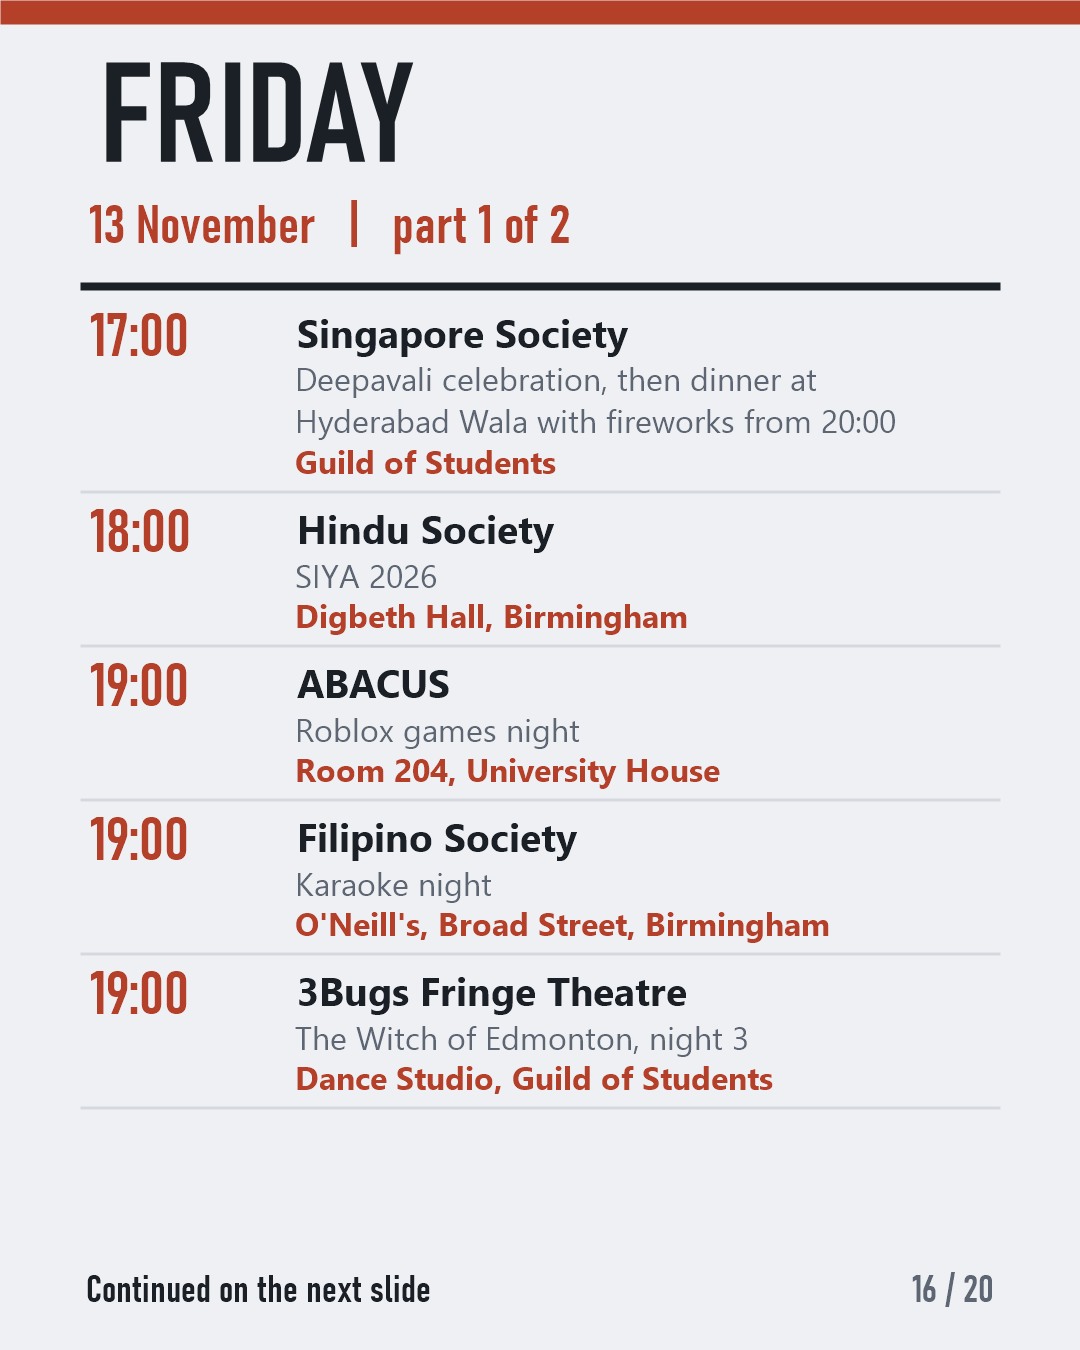 FRIDAY
13 November | part 1 of 2
17:00
Singapore Society
Deepavali celebration, then dinner at
Hyderabad Wala with fireworks from 20:00
Guild of Students
18:00
Hindu Society
SIYA 2026
Digbeth Hall, Birmingham
19:00
ABACUS
Roblox games night
Room 204, University House
19:00
Filipino Society
Karaoke night
O'Neill's, Broad Street, Birmingham
19:00
3Bugs Fringe Theatre
The Witch of Edmonton, night 3
Dance Studio, Guild of Students
Continued on the next slide
16 / 20